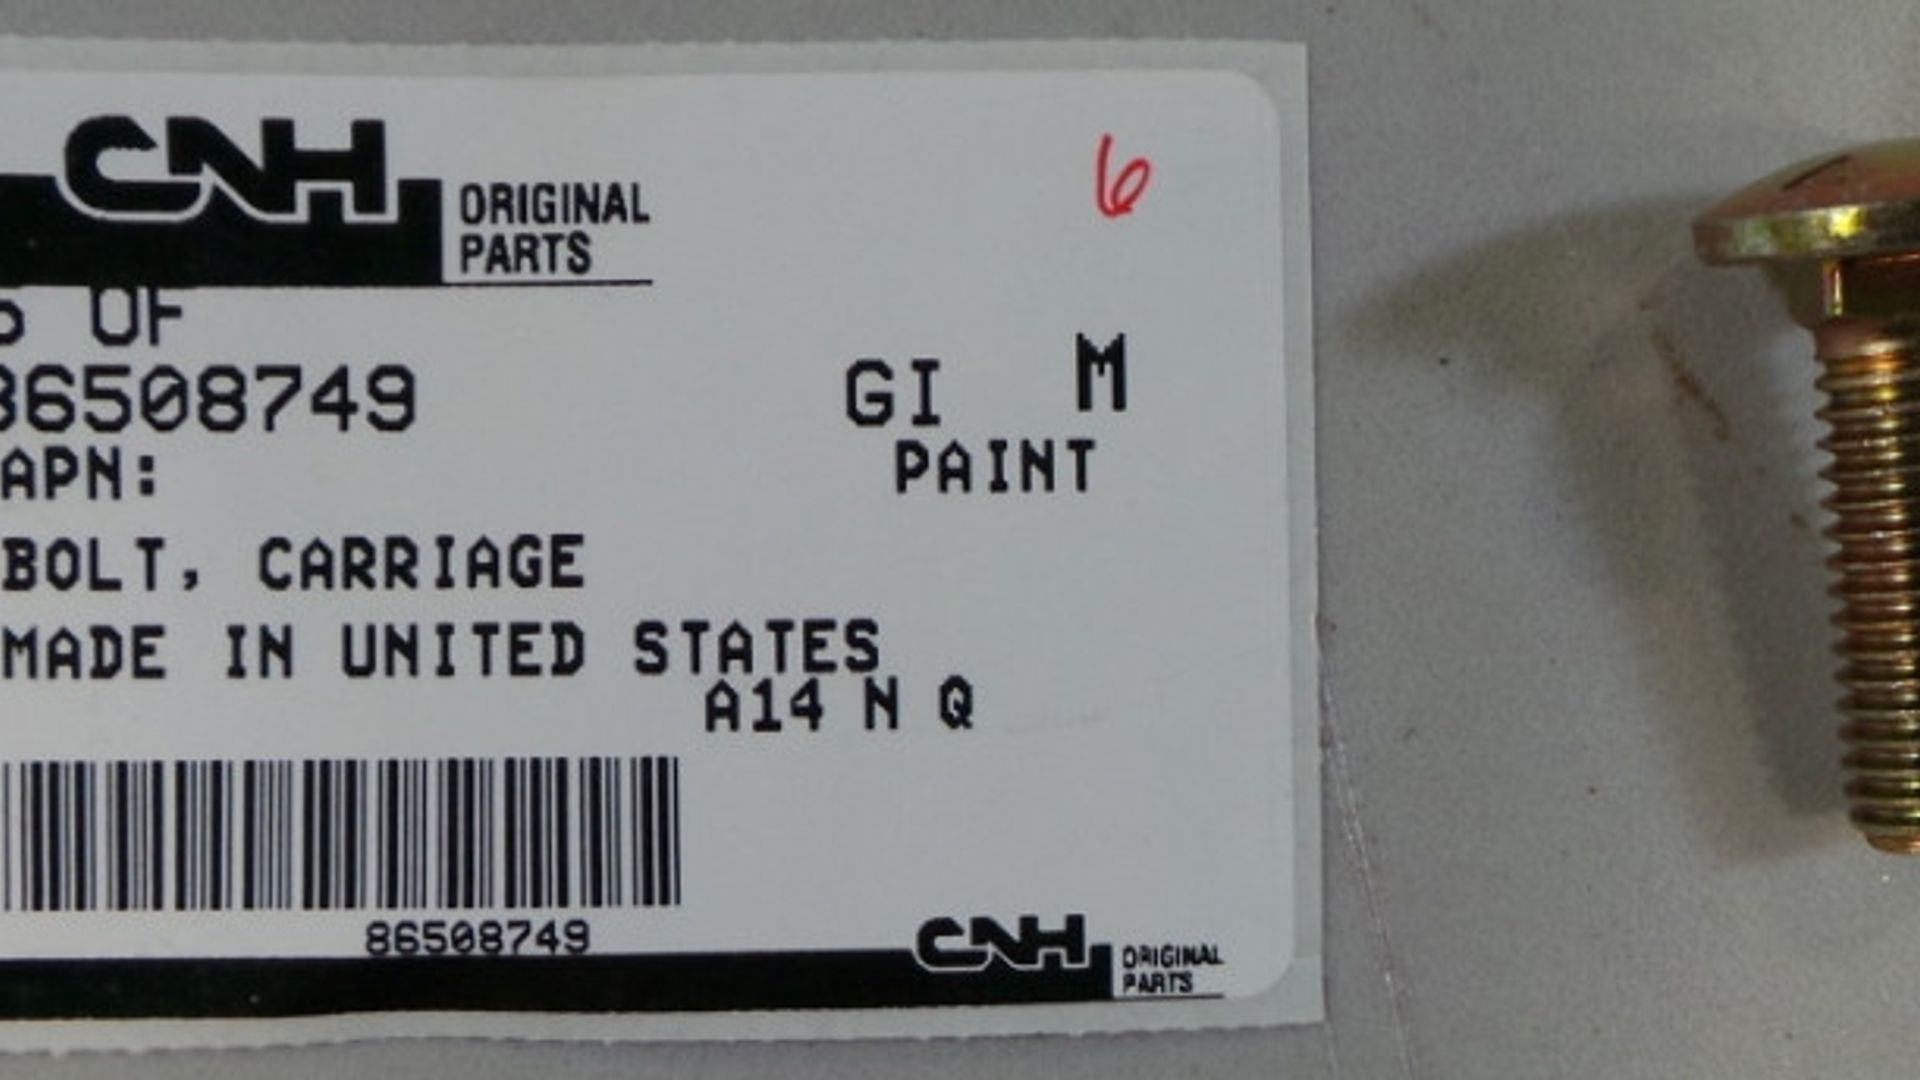 CNH ORIGINAL
PARTS
6
OF
86508749
GI M
APN:
PAINT
BOLT, CARRIAGE
MADE IN UNITED STATES
A14 N Q
86508749
CNH ORIGINAL
PARTS